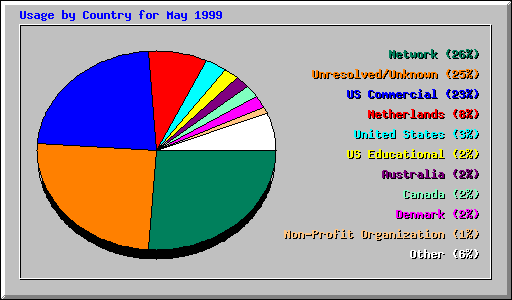 Usage by Country for May 1999
Network (26%)
Unresolved/Unknown (25%)
US Commercial (23%)
Netherlands (8%)
United States (3%)
US Educational (2%)
Australia (2%)
Canada (2%)
Denmark (2%)
Non-Profit Organization (1%)
Other (6%)